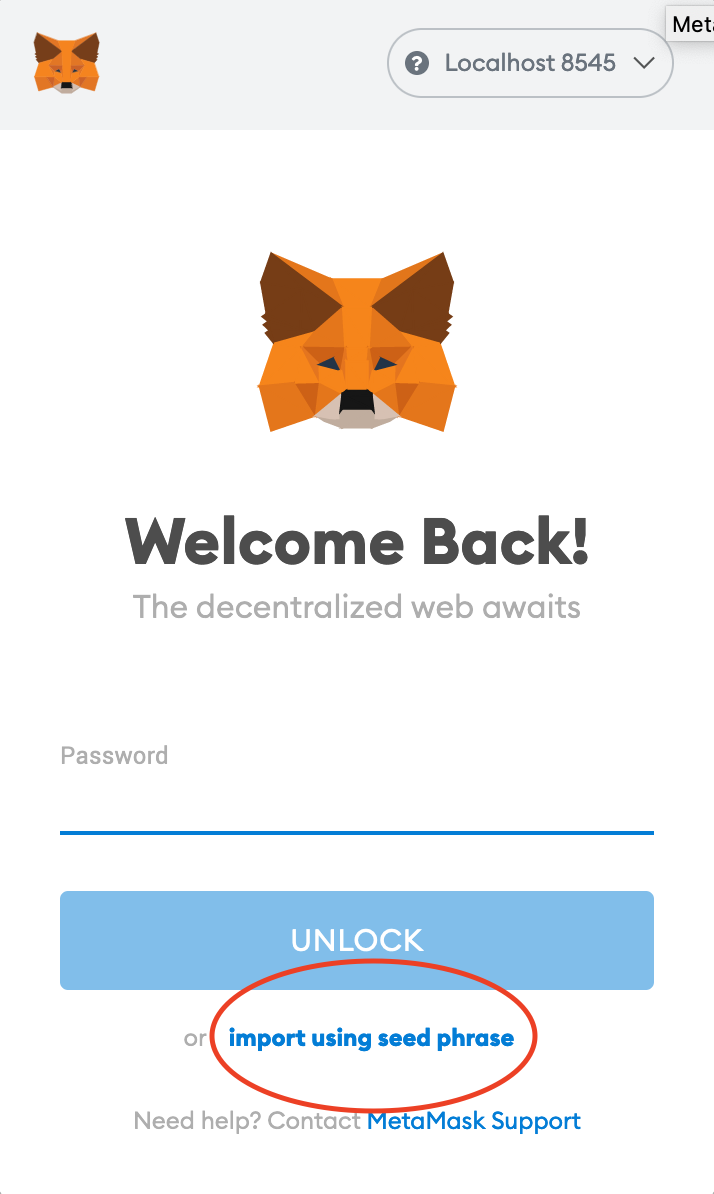 Meta
? Localhost 8545
Welcome Back!
The decentralized web awaits
Password
UNLOCK
or import using seed phrase
Need help? Contact MetaMask Support